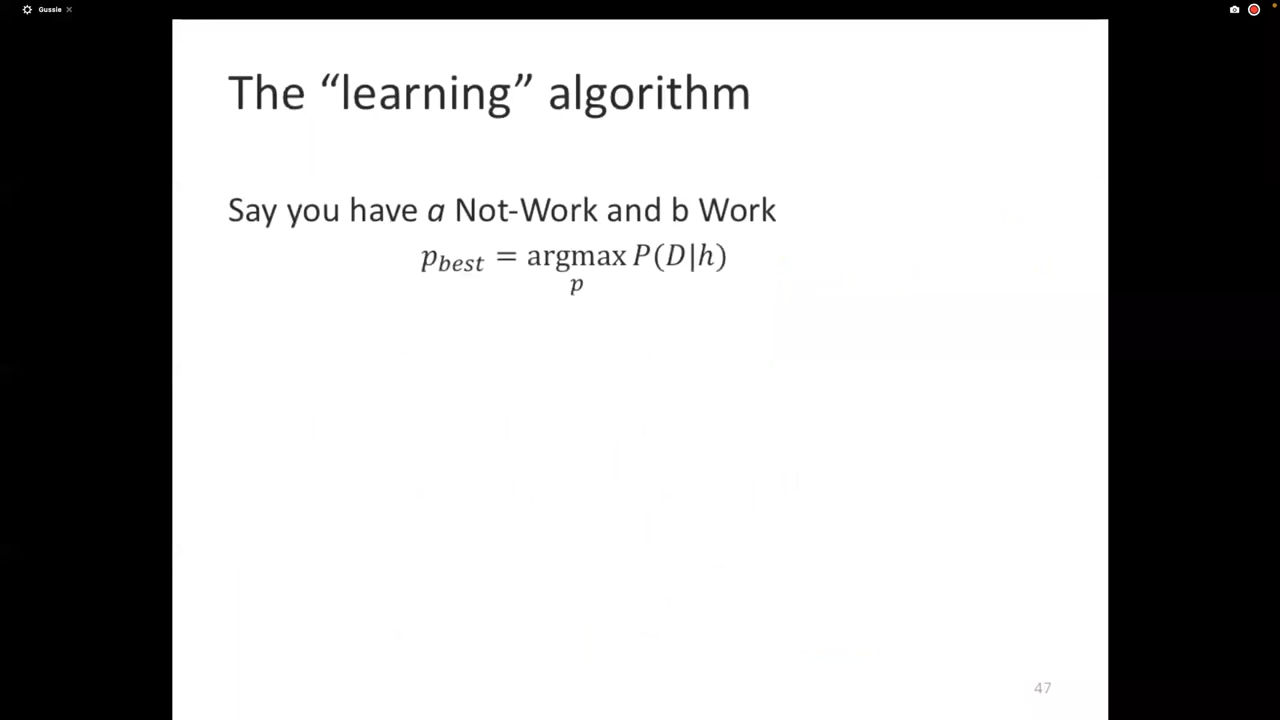 Gussie ×
The “learning” algorithm
Say you have a Not-Work and b Work
p_best = argmax P(D|h)
p
47